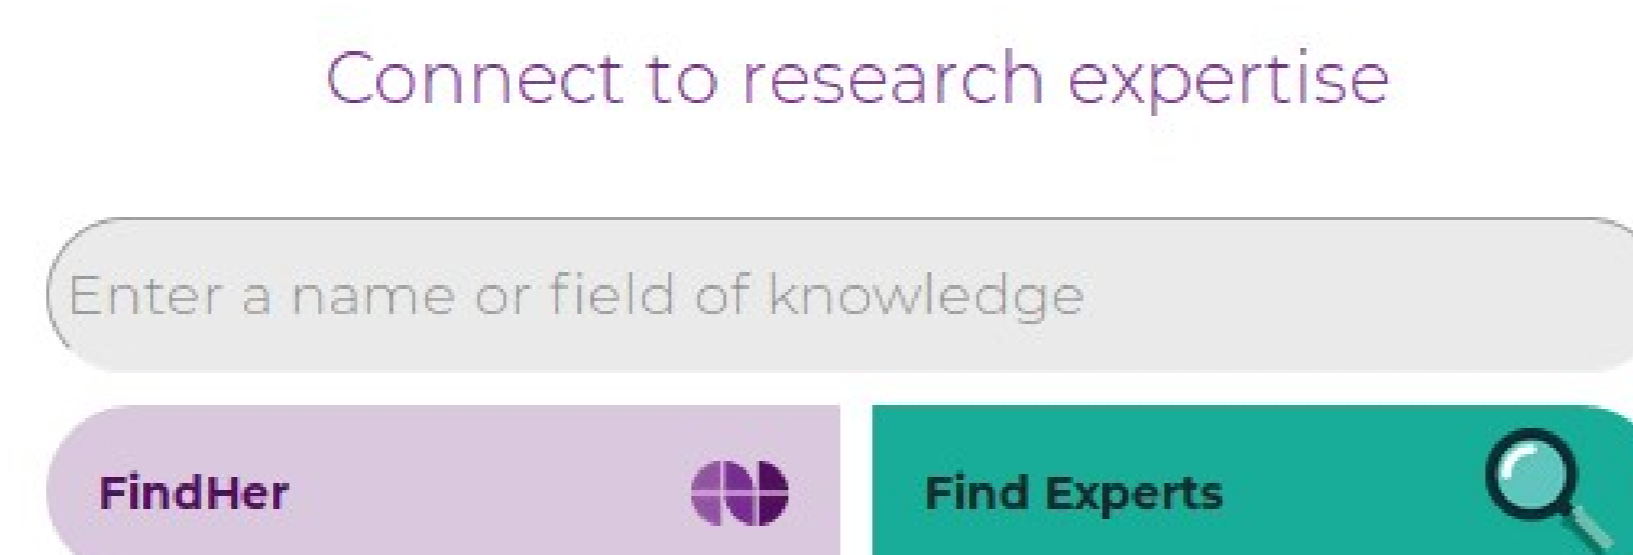 Connect to research expertise
Enter a name or field of knowledge
FindHer
Find Experts